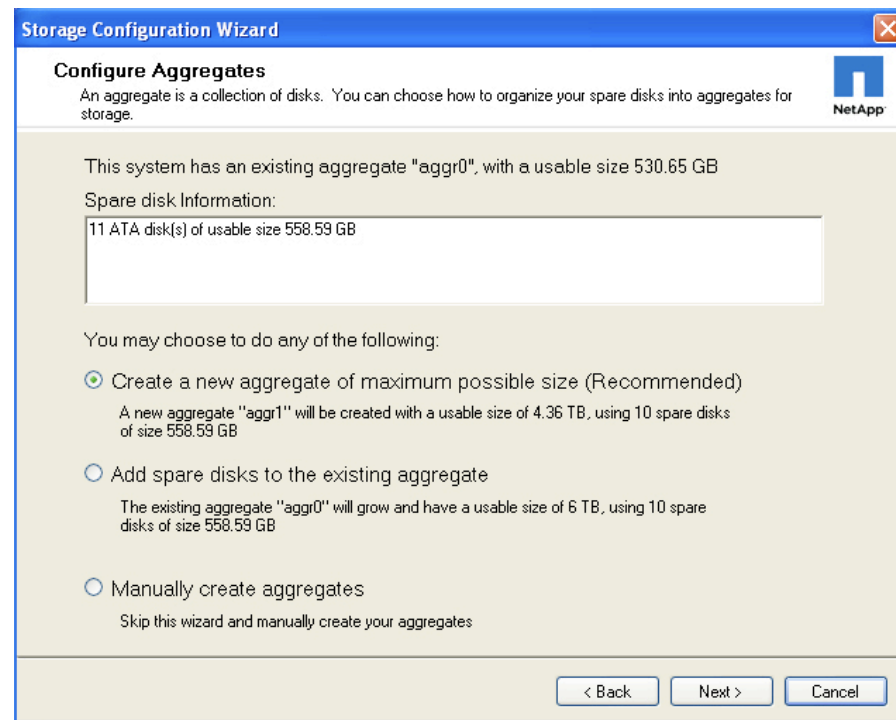 Storage Configuration Wizard
Configure Aggregates
An aggregate is a collection of disks. You can choose how to organize your spare disks into aggregates for
storage.
NetApp
This system has an existing aggregate "aggr0", with a usable size 530.65 GB
Spare disk Information:
11 ATA disk(s) of usable size 558.59 GB
You may choose to do any of the following:
Create a new aggregate of maximum possible size (Recommended)
A new aggregate "aggr1" will be created with a usable size of 4.36 TB, using 10 spare disks
of size 558.59 GB
Add spare disks to the existing aggregate
The existing aggregate "aggr0" will grow and have a usable size of 6 TB, using 10 spare
disks of size 558.59 GB
Manually create aggregates
Skip this wizard and manually create your aggregates
< Back Next > Cancel